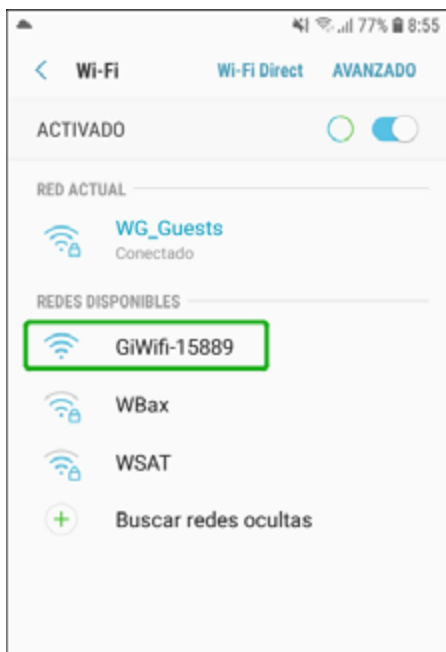 77% 8:55
Wi-Fi Wi-Fi Direct AVANZADO
ACTIVADO
RED ACTUAL
WG_Guests
Conectado
REDES DISPONIBLES
GiWifi-15889
WBax
WSAT
Buscar redes ocultas